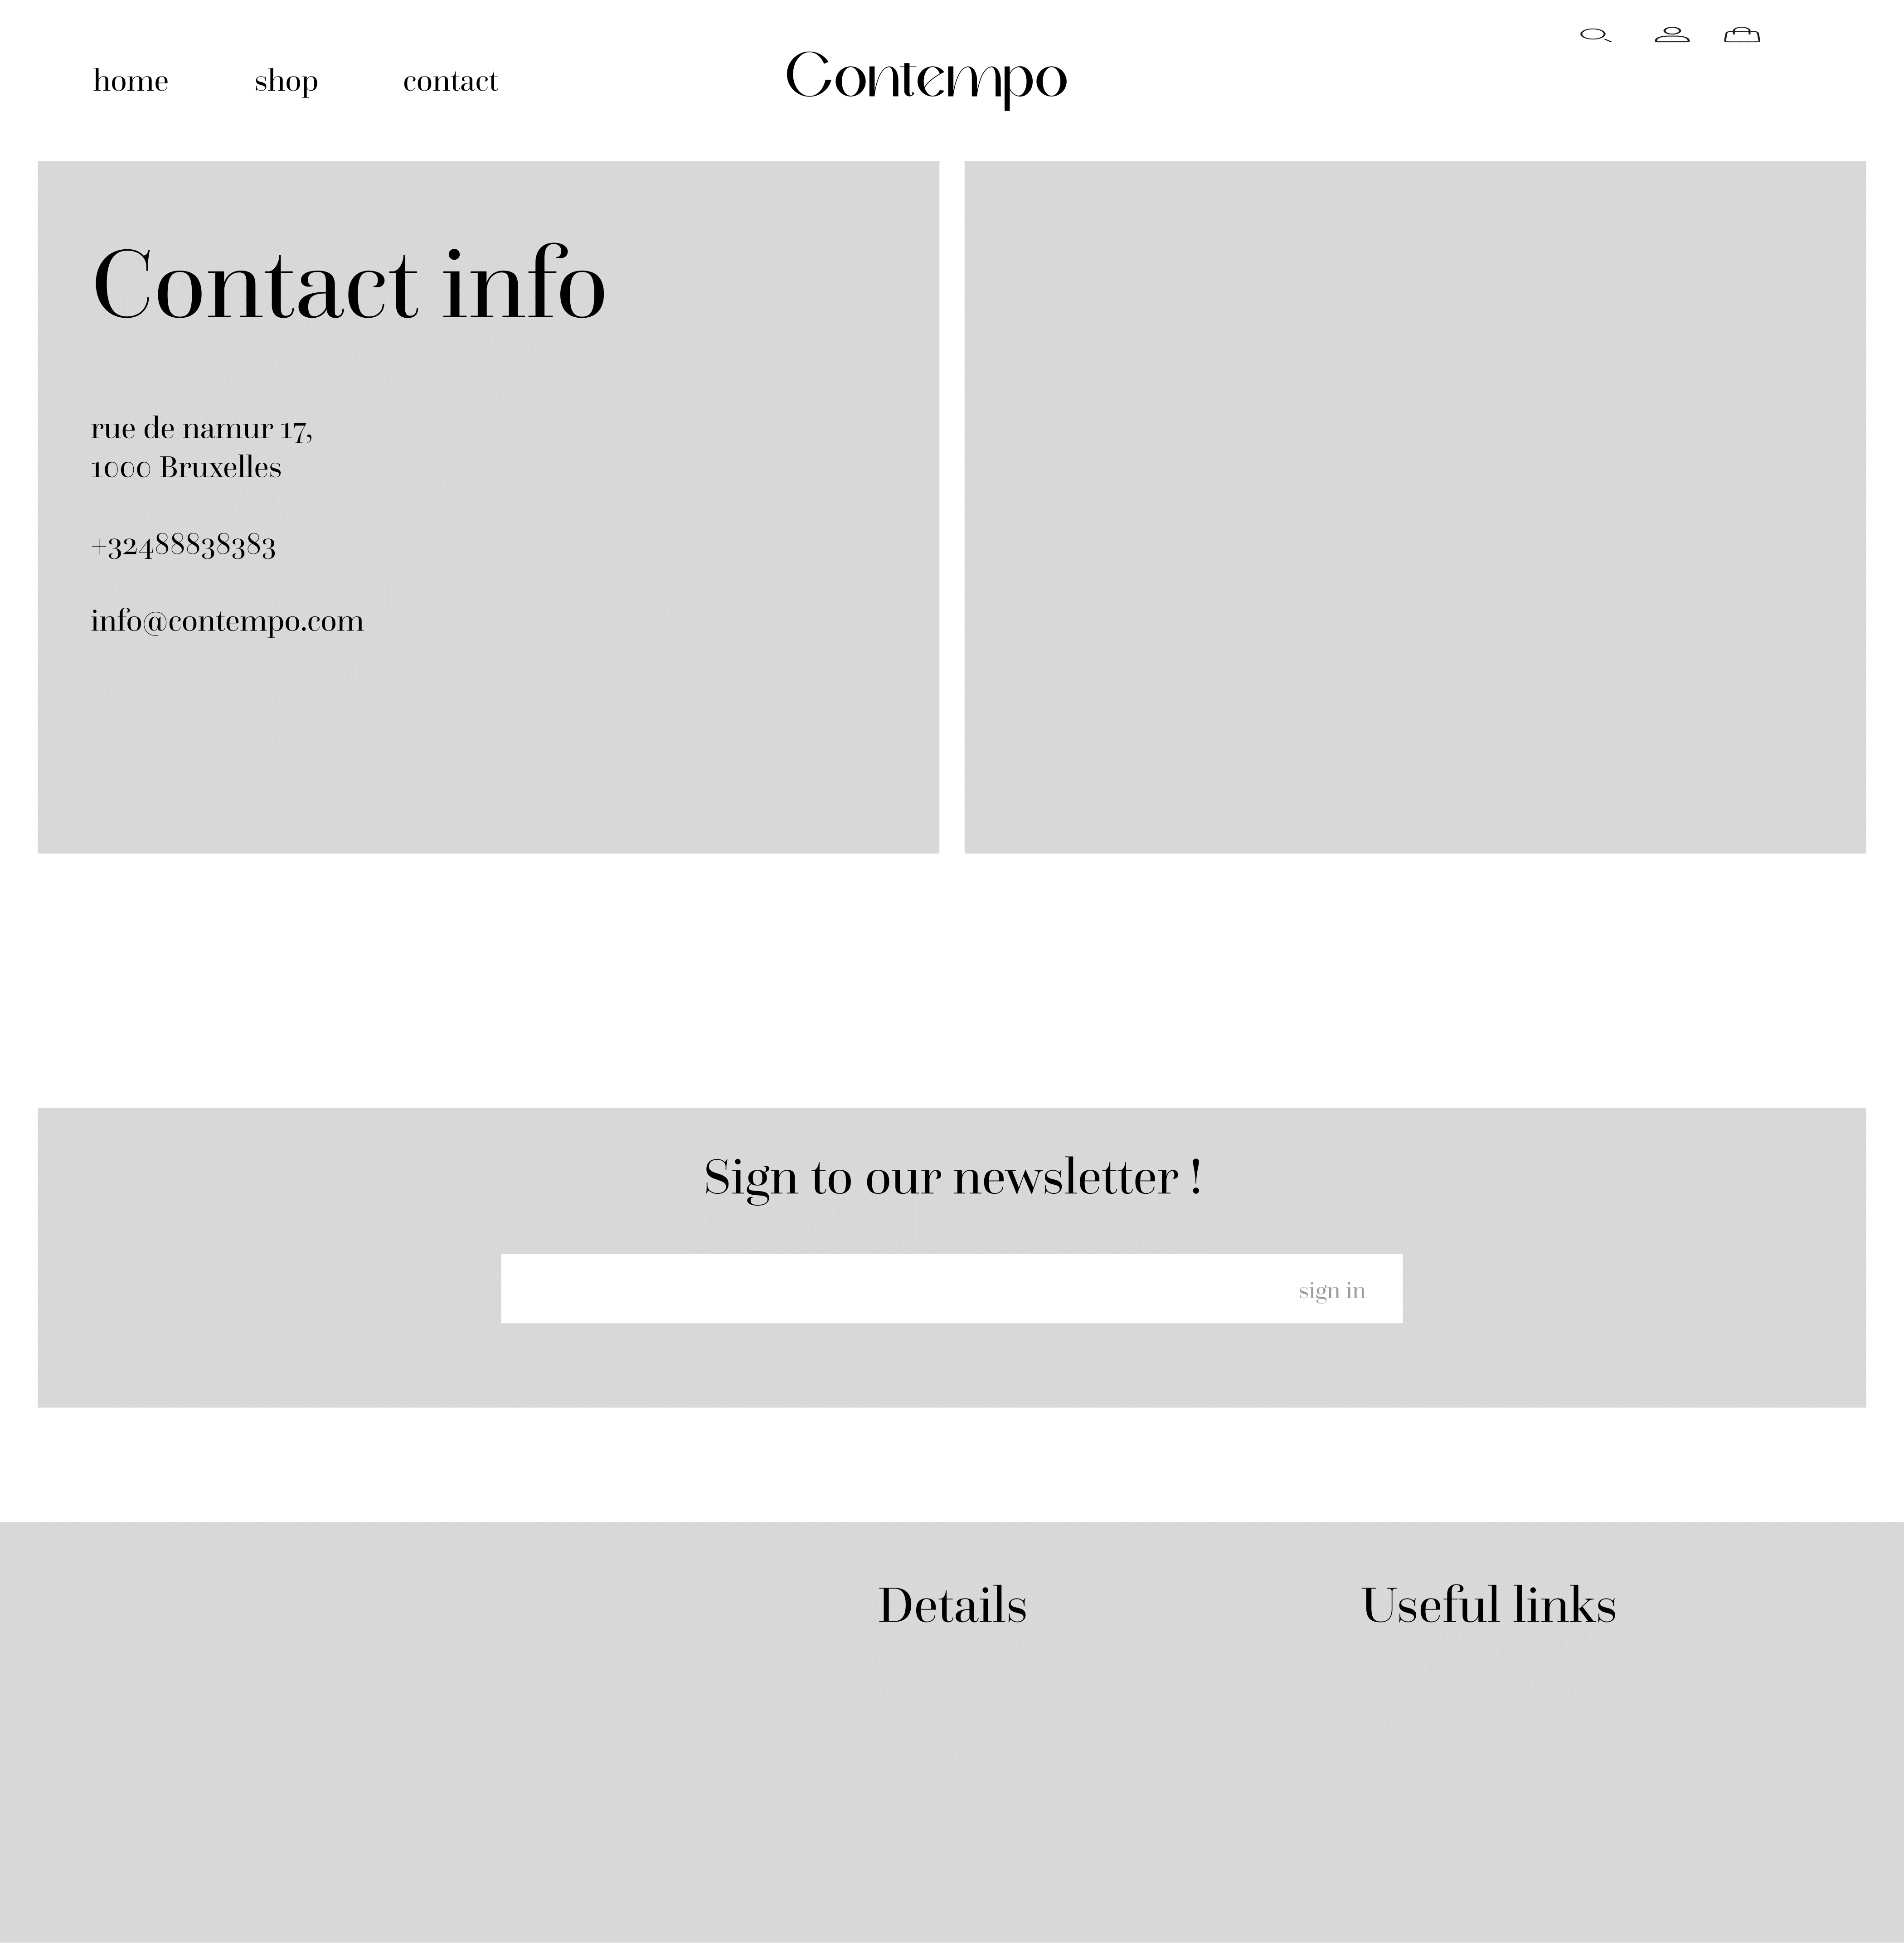 home shop contact
Contempo
Contact info
rue de namur 17,
1000 Bruxelles
+32488838383
info@contempo.com
Sign to our newsletter !
sign in
Details
Useful links